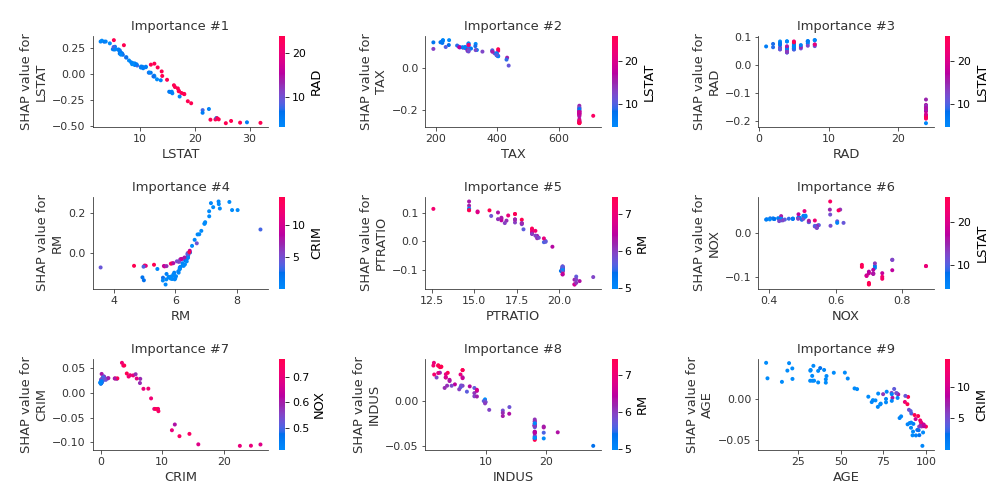 Importance #1
SHAP value for
LSTAT
0.25
0.00
−0.25
−0.50
10
20
30
LSTAT
20
10
RAD
Importance #2
SHAP value for
TAX
0.0
−0.2
200
400
600
TAX
20
10
LSTAT
Importance #3
SHAP value for
RAD
0.1
0.0
−0.1
−0.2
0
10
20
RAD
20
10
LSTAT
Importance #4
SHAP value for
RM
0.2
0.0
4
6
8
RM
10
5
CRIM
Importance #5
SHAP value for
PTRATIO
0.1
0.0
−0.1
12.5
15.0
17.5
20.0
PTRATIO
7
6
5
RM
Importance #6
SHAP value for
NOX
0.0
−0.1
0.4
0.6
0.8
NOX
20
10
LSTAT
Importance #7
SHAP value for
CRIM
0.05
0.00
−0.05
−0.10
0
10
20
CRIM
0.7
0.6
0.5
NOX
Importance #8
SHAP value for
INDUS
0.00
−0.05
10
20
INDUS
7
6
5
RM
Importance #9
SHAP value for
AGE
0.00
−0.05
25
50
75
100
AGE
10
5
CRIM